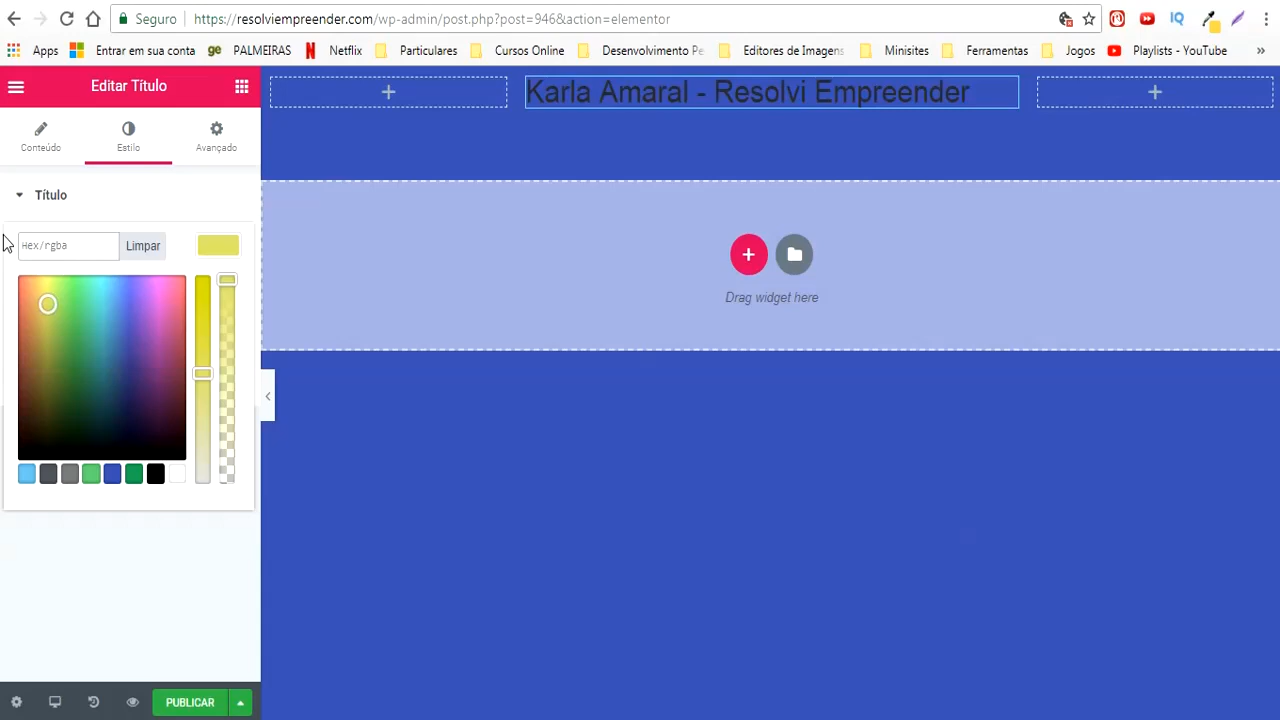 Seguro
https://resolviempreender.com/wp-admin/post.php?post=946&action=elementor
IQ
Apps
Entrar em sua conta
ge
PALMEIRAS
N
Netflix
Particulares
Cursos Online
Desenvolvimento Pe
Editores de Imagens
Minisites
Ferramentas
Jogos
Playlists - YouTube
»
Editar Título
Conteúdo
Estilo
Avançado
Título
Hex/rgba
Limpar
PUBLICAR
Karla Amaral - Resolvi Empreender
Drag widget here